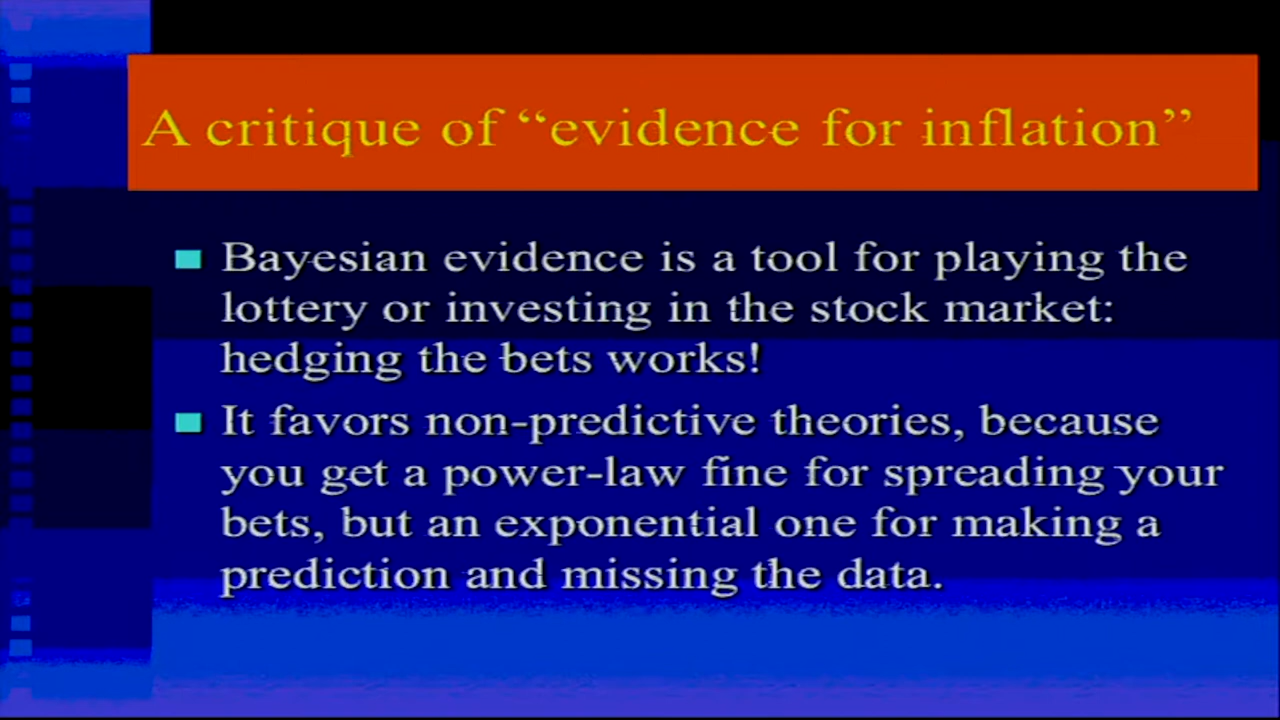 A critique of “evidence for inflation”
Bayesian evidence is a tool for playing the
lottery or investing in the stock market:
hedging the bets works!
It favors non-predictive theories, because
you get a power-law fine for spreading your
bets, but an exponential one for making a
prediction and missing the data.